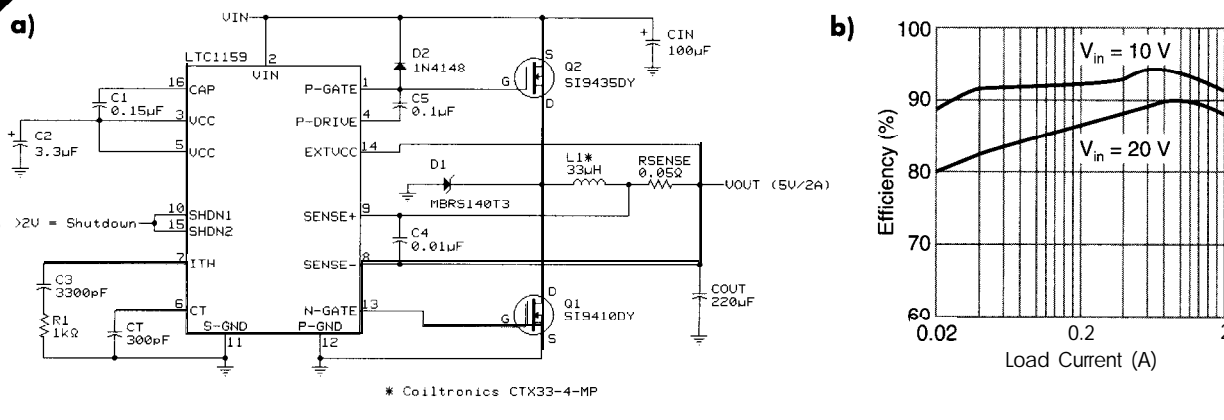 a)
VIN
LTC1159
2
VIN
16
CAP
C1
0.15µF
3
VCC
C2
3.3µF
5
VCC
10
SHDN1
>2V = Shutdown
15
SHDN2
7
ITH
C3
3300pF
R1
1kΩ
6
CT
CT
300pF
S-GND
11
P-GND
12
P-GATE
1
P-DRIVE
4
EXTVCC
14
SENSE+
9
SENSE-
8
N-GATE
13
D2
1N4148
C5
0.1µF
G
S
D
Q2
SI9435DY
+
CIN
100µF
D1
MBRS140T3
L1*
33µH
RSENSE
0.05Ω
VOUT (5V/2A)
C4
0.01µF
G
D
S
Q1
SI9410DY
COUT
220µF
* Coiltronics CTX33-4-MP
b)
Efficiency (%)
100
90
80
70
60
Vin = 10 V
Vin = 20 V
0.02
0.2
2
Load Current (A)